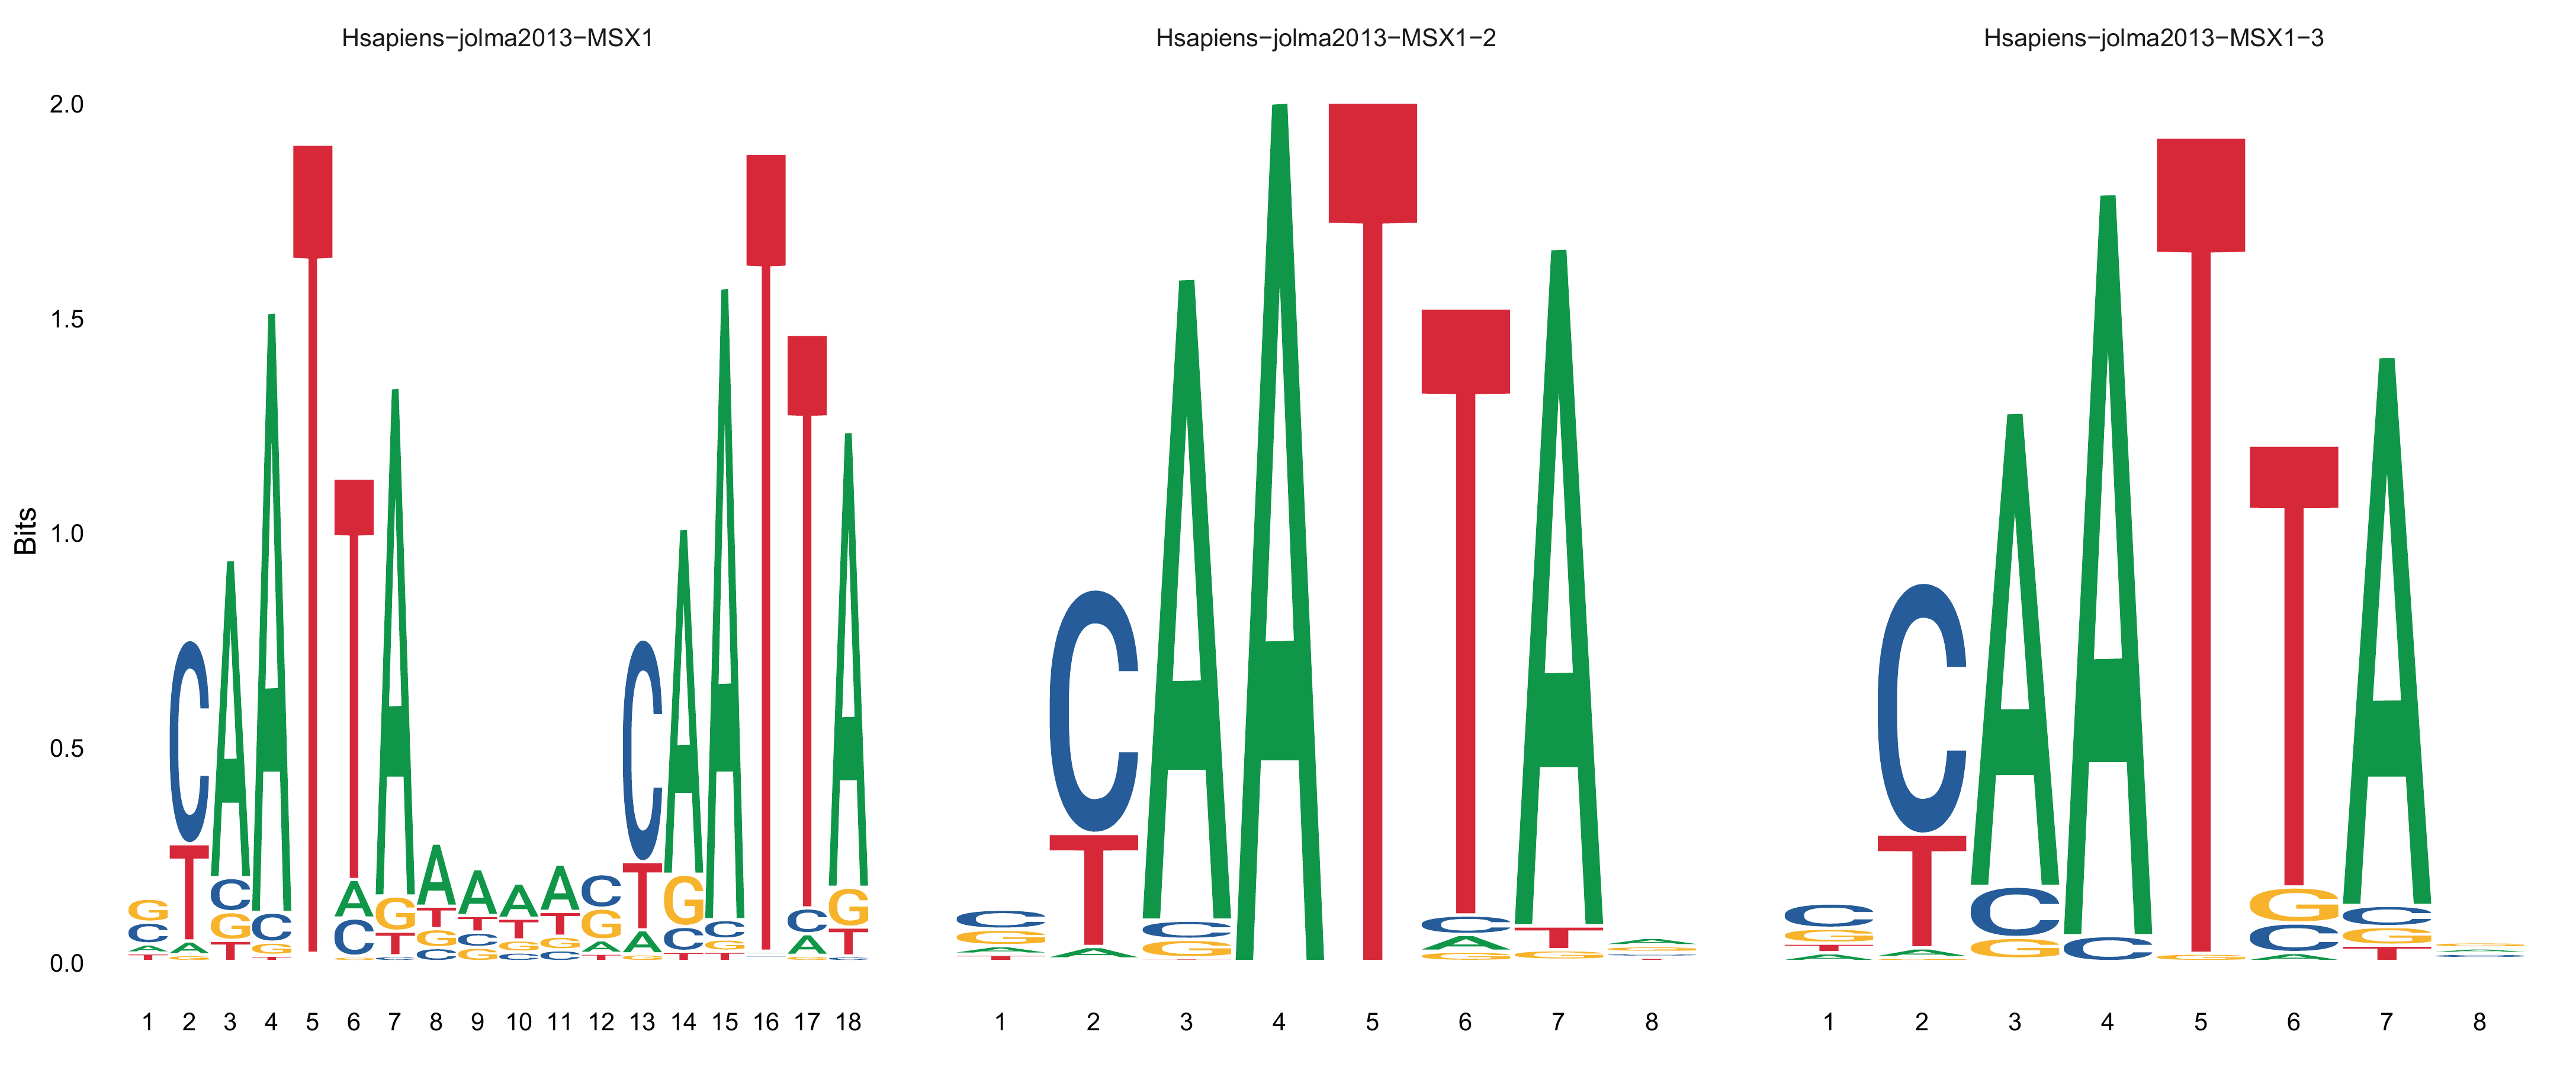 Hsapiens−jolma2013−MSX1
Hsapiens−jolma2013−MSX1−2
Hsapiens−jolma2013−MSX1−3
2.0
1.5
1.0
0.5
0.0
Bits
1 2 3 4 5 6 7 8 9 10 11 12 13 14 15 16 17 18
1 2 3 4 5 6 7 8
1 2 3 4 5 6 7 8